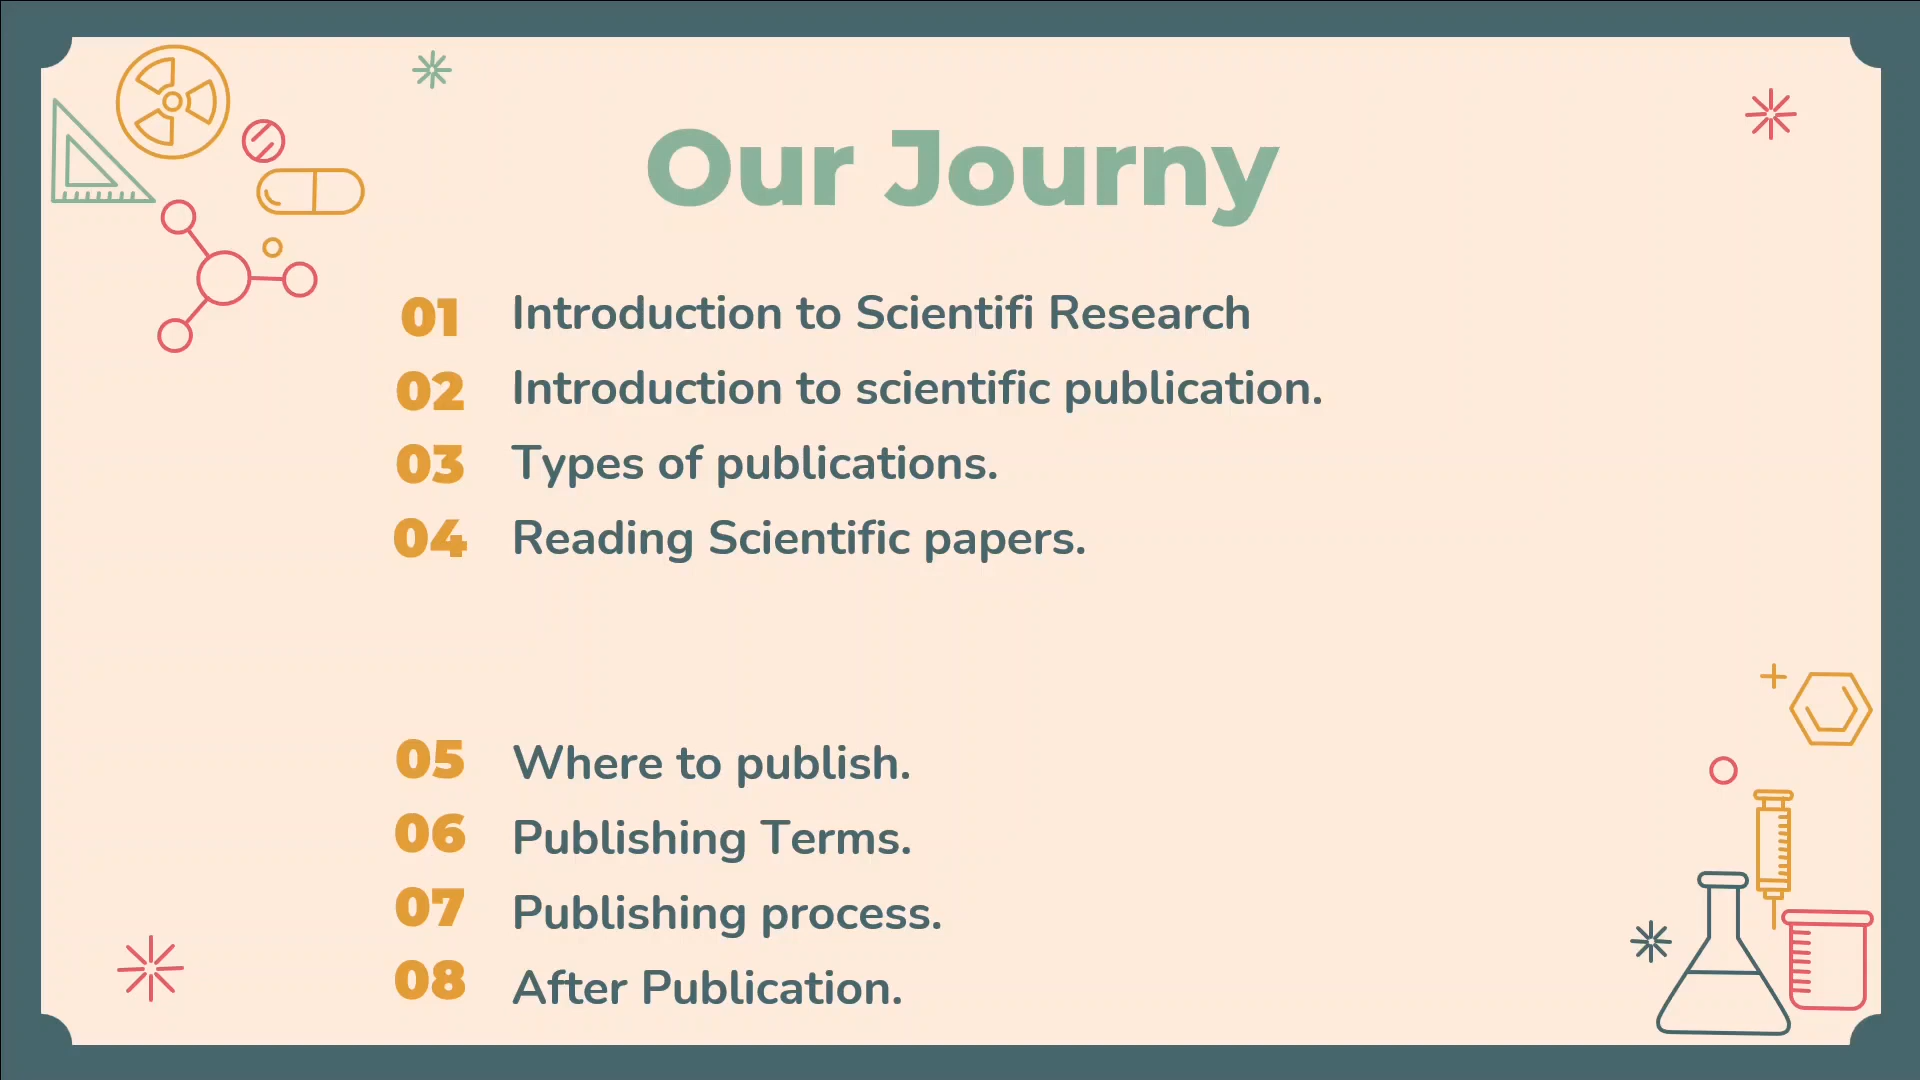 Our Journy
01 Introduction to Scientifi Research
02 Introduction to scientific publication.
03 Types of publications.
04 Reading Scientific papers.
05 Where to publish.
06 Publishing Terms.
07 Publishing process.
08 After Publication.